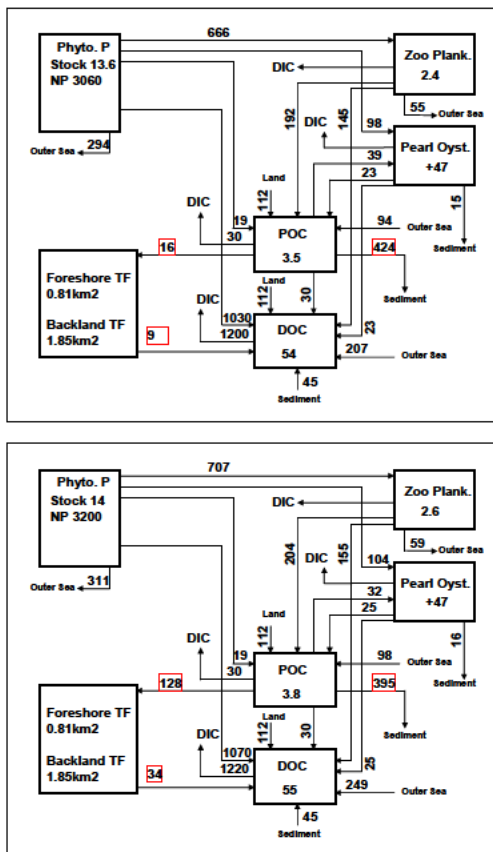 666
Phyto. P
Stock 13.6
NP 3060
DIC
Zoo Plank.
2.4
192
145
55
Outer Sea
98
294
Outer Sea
DIC
39
Pearl Oyst.
+47
23
Land
112
DIC
15
Sediment
19
30
POC
3.5
94
Outer Sea
16
424
Sediment
Foreshore TF
0.81km2
Backland TF
1.85km2
Land
112
30
DIC
1030
1200
DOC
54
23
9
207
Outer Sea
45
Sediment
707
Phyto. P
Stock 14
NP 3200
DIC
Zoo Plank.
2.6
204
155
59
Outer Sea
104
311
Outer Sea
DIC
32
Pearl Oyst.
+47
25
Land
112
DIC
16
Sediment
19
30
POC
3.8
98
Outer Sea
128
395
Sediment
Foreshore TF
0.81km2
Backland TF
1.85km2
Land
112
30
DIC
1070
1220
DOC
55
25
34
249
Outer Sea
45
Sediment